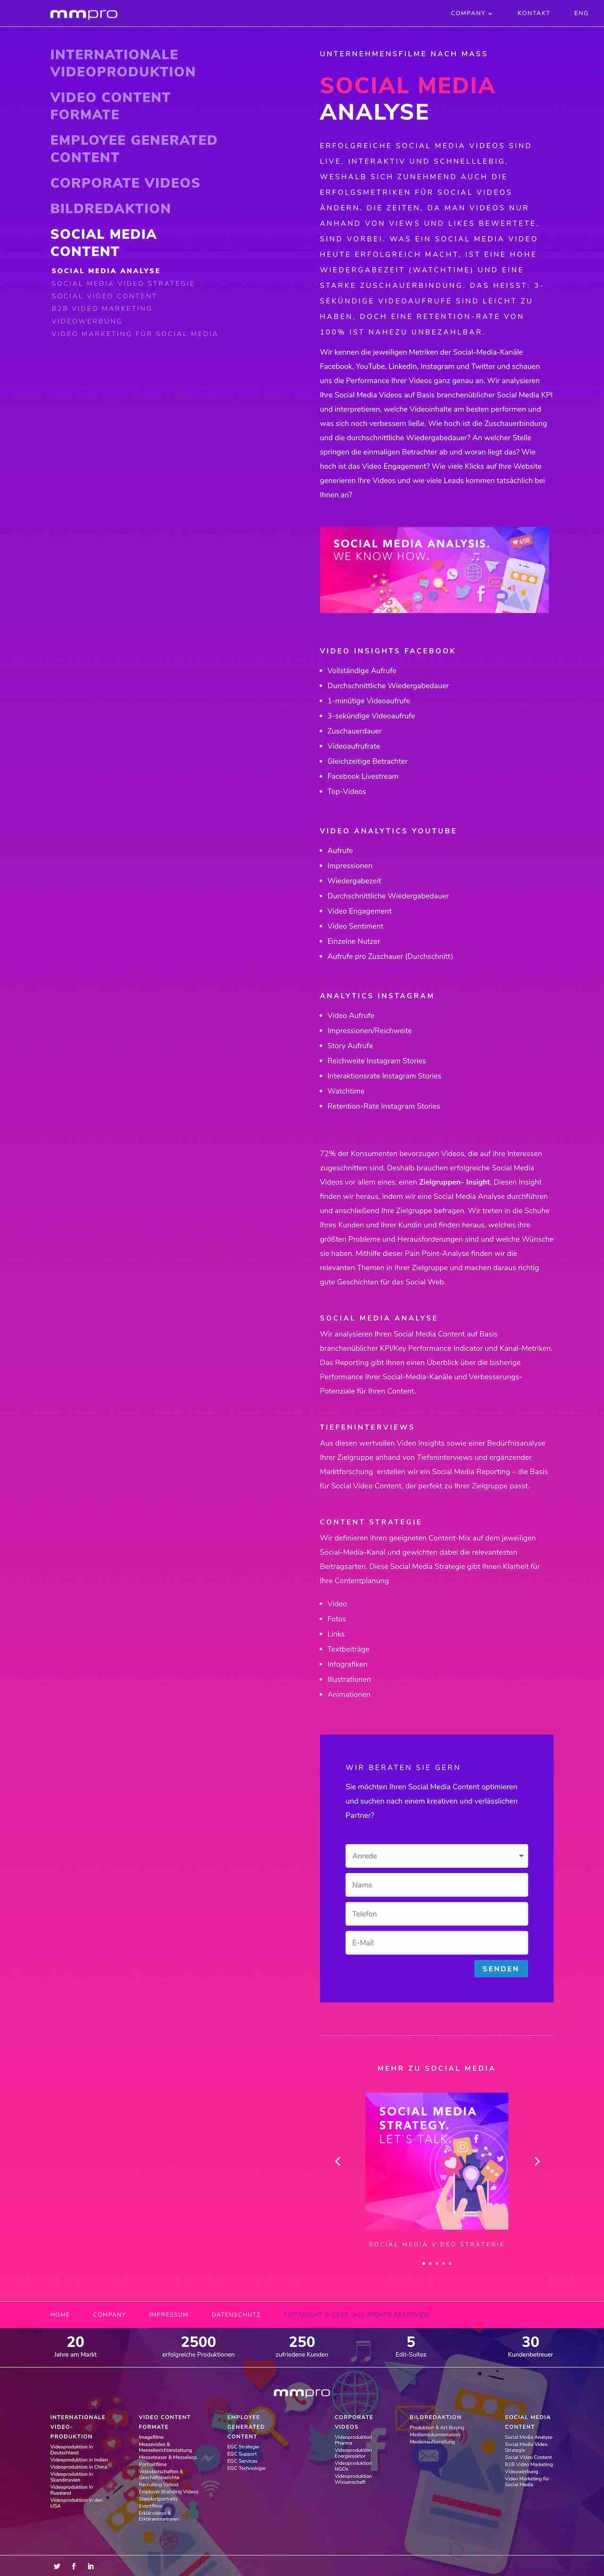 mmpro
COMPANY
KONTAKT
ENG
INTERNATIONALE
VIDEOPRODUKTION
VIDEO CONTENT
FORMATE
EMPLOYEE GENERATED
CONTENT
CORPORATE VIDEOS
BILDREDAKTION
SOCIAL MEDIA
CONTENT
SOCIAL MEDIA ANALYSE
SOCIAL MEDIA VIDEO STRATEGIE
SOCIAL VIDEO CONTENT
B2B VIDEO MARKETING
VIDEOWERBUNG
VIDEO MARKETING FÜR SOCIAL MEDIA
UNTERNEHMENSFILME NACH MASS
SOCIAL MEDIA
ANALYSE
ERFOLGREICHE SOCIAL MEDIA VIDEOS SIND
LIVE, INTERAKTIV UND SCHNELLLEBIG,
WESHALB SICH ZUNEHMEND AUCH DIE
ERFOLGSMETRIKEN FÜR SOCIAL VIDEOS
ÄNDERN. DIE ZEITEN, DA MAN VIDEOS NUR
ANHAND VON VIEWS UND LIKES BEWERTETE,
SIND VORBEI. WAS EIN SOCIAL MEDIA VIDEO
HEUTE ERFOLGREICH MACHT, IST EINE HOHE
WIEDERGABEZEIT (WATCHTIME) UND EINE
STARKE ZUSCHAUERBINDUNG. DAS HEISST: 3-
SEKÜNDIGE VIDEOAUFRUFE SIND LEICHT ZU
HABEN, DOCH EINE RETENTION-RATE VON
100% IST NAHEZU UNBEZAHLBAR.
Wir kennen die jeweiligen Metriken der Social-Media-Kanäle
Facebook, YouTube, LinkedIn, Instagram und Twitter und schauen
uns die Performance Ihrer Videos ganz genau an. Wir analysieren
Ihre Social Media Videos auf Basis branchenüblicher Social Media KPI
und interpretieren, welche Videoinhalte am besten performen und
was sich noch verbessern ließe. Wie hoch ist die Zuschauerbindung
und die durchschnittliche Wiedergabedauer? An welcher Stelle
springen die einmaligen Betrachter ab und woran liegt das? Wie
hoch ist das Video Engagement? Wie viele Klicks auf Ihre Website
generieren Ihre Videos und wie viele Leads kommen tatsächlich bei
Ihnen an?
SOCIAL MEDIA ANALYSIS.
WE KNOW HOW.
498
VIDEO INSIGHTS FACEBOOK
• Vollständige Aufrufe
• Durchschnittliche Wiedergabedauer
• 1-minütige Videoaufrufe
• 3-sekündige Videoaufrufe
• Zuschauerdauer
• Videoaufrufrate
• Gleichzeitige Betrachter
• Facebook Livestream
• Top-Videos
VIDEO ANALYTICS YOUTUBE
• Aufrufe
• Impressionen
• Wiedergabezeit
• Durchschnittliche Wiedergabedauer
• Video Engagement
• Video Sentiment
• Einzelne Nutzer
• Aufrufe pro Zuschauer (Durchschnitt)
ANALYTICS INSTAGRAM
• Video Aufrufe
• Impressionen/Reichweite
• Story Aufrufe
• Reichweite Instagram Stories
• Interaktionsrate Instagram Stories
• Watchtime
• Retention-Rate Instagram Stories
72% der Konsumenten bevorzugen Videos, die auf ihre Interessen
zugeschnitten sind. Deshalb brauchen erfolgreiche Social Media
Videos vor allem eines: einen Zielgruppen- Insight. Diesen Insight
finden wir heraus, indem wir eine Social Media Analyse durchführen
und anschließend Ihre Zielgruppe befragen. Wir treten in die Schuhe
Ihres Kunden und Ihrer Kundin und finden heraus, welches ihre
größten Probleme und Herausforderungen sind und welche Wünsche
sie haben. Mithilfe dieser Pain Point-Analyse finden wir die
relevanten Themen in Ihrer Zielgruppe und machen daraus richtig
gute Geschichten für das Social Web.
SOCIAL MEDIA ANALYSE
Wir analysieren Ihren Social Media Content auf Basis
branchenüblicher KPI/Key Performance Indicator und Kanal-Metriken.
Das Reporting gibt Ihnen einen Überblick über die bisherige
Performance Ihrer Social-Media-Kanäle und Verbesserungs-
Potenziale für Ihren Content.
TIEFENINTERVIEWS
Aus diesen wertvollen Video Insights sowie einer Bedürfnisanalyse
Ihrer Zielgruppe anhand von Tiefeninterviews und ergänzender
Marktforschung erstellen wir ein Social Media Reporting – die Basis
für Social Video Content, der perfekt zu Ihrer Zielgruppe passt.
CONTENT STRATEGIE
Wir definieren Ihren geeigneten Content-Mix auf dem jeweiligen
Social-Media-Kanal und gewichten dabei die relevantesten
Beitragsarten. Diese Social Media Strategie gibt Ihnen Klarheit für
Ihre Contentplanung
• Video
• Fotos
• Links
• Textbeiträge
• Infografiken
• Illustrationen
• Animationen
WIR BERATEN SIE GERN
Sie möchten Ihren Social Media Content optimieren
und suchen nach einem kreativen und verlässlichen
Partner?
Anrede
Name
Telefon
E-Mail
SENDEN
MEHR ZU SOCIAL MEDIA
SOCIAL MEDIA
STRATEGY.
LET'S TALK.
SOCIAL MEDIA VIDEO STRATEGIE
HOME
COMPANY
IMPRESSUM
DATENSCHUTZ
20
Jahre am Markt
2500
erfolgreiche Produktionen
250
zufriedene Kunden
5
Edit-Suites
30
Kundenbetreuer
mmpro
INTERNATIONALE
VIDEO-
PRODUKTION
Videoproduktion in
Deutschland
Videoproduktion in Indien
Videoproduktion in China
Videoproduktion in
Skandinavien
Videoproduktion in
Russland
Videoproduktion in den
USA
VIDEO CONTENT
FORMATE
Imagefilme
Messevideo &
Messeberichterstattung
Messeteaser & Messeloop
Portraitfilme
Videobotschaften &
Geschäftsberichte
Recruiting Videos
Employer Branding Videos
Standortportraits
Eventfilme
Erklärvideos &
Erkläranimationen
EMPLOYEE
GENERATED
CONTENT
EGC Strategie
EGC Support
EGC Services
EGC Technologie
CORPORATE
VIDEOS
Videoproduktion
Pharma
Videoproduktion
Energiesektor
Videoproduktion
NGOs
Videoproduktion
Wissenschaft
BILDREDAKTION
Produktion & Art Buying
Mediendokumentation
Medienaufbereitung
SOCIAL MEDIA
CONTENT
Social Media Analyse
Social Media Video
Strategie
Social Video Content
B2B Video Marketing
Videowerbung
Video Marketing für
Social Media